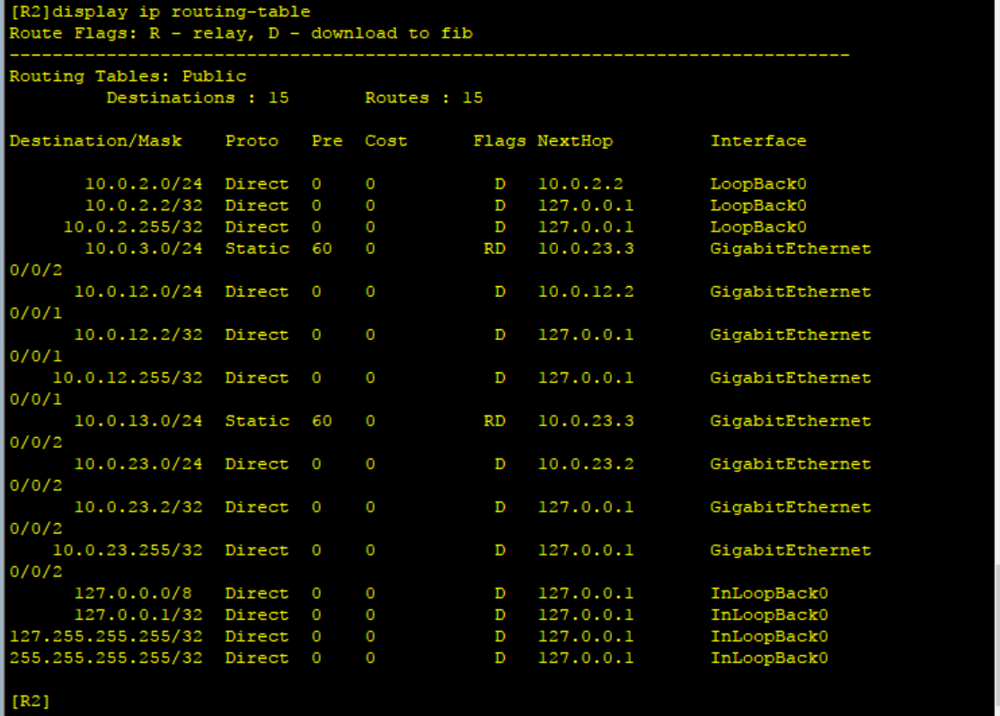 [R2]display ip routing-table
Route Flags: R - relay, D - download to fib
------------------------------------------------------------------------------
Routing Tables: Public
         Destinations : 15       Routes : 15

Destination/Mask    Proto   Pre  Cost      Flags NextHop         Interface

       10.0.2.0/24  Direct  0    0           D   10.0.2.2        LoopBack0
       10.0.2.2/32  Direct  0    0           D   127.0.0.1       LoopBack0
     10.0.2.255/32  Direct  0    0           D   127.0.0.1       LoopBack0
       10.0.3.0/24  Static  60   0          RD   10.0.23.3       GigabitEthernet
0/0/2
      10.0.12.0/24  Direct  0    0           D   10.0.12.2       GigabitEthernet
0/0/1
      10.0.12.2/32  Direct  0    0           D   127.0.0.1       GigabitEthernet
0/0/1
    10.0.12.255/32  Direct  0    0           D   127.0.0.1       GigabitEthernet
0/0/1
      10.0.13.0/24  Static  60   0          RD   10.0.23.3       GigabitEthernet
0/0/2
      10.0.23.0/24  Direct  0    0           D   10.0.23.2       GigabitEthernet
0/0/2
      10.0.23.2/32  Direct  0    0           D   127.0.0.1       GigabitEthernet
0/0/2
    10.0.23.255/32  Direct  0    0           D   127.0.0.1       GigabitEthernet
0/0/2
      127.0.0.0/8   Direct  0    0           D   127.0.0.1       InLoopBack0
      127.0.0.1/32  Direct  0    0           D   127.0.0.1       InLoopBack0
127.255.255.255/32  Direct  0    0           D   127.0.0.1       InLoopBack0
255.255.255.255/32  Direct  0    0           D   127.0.0.1       InLoopBack0

[R2]